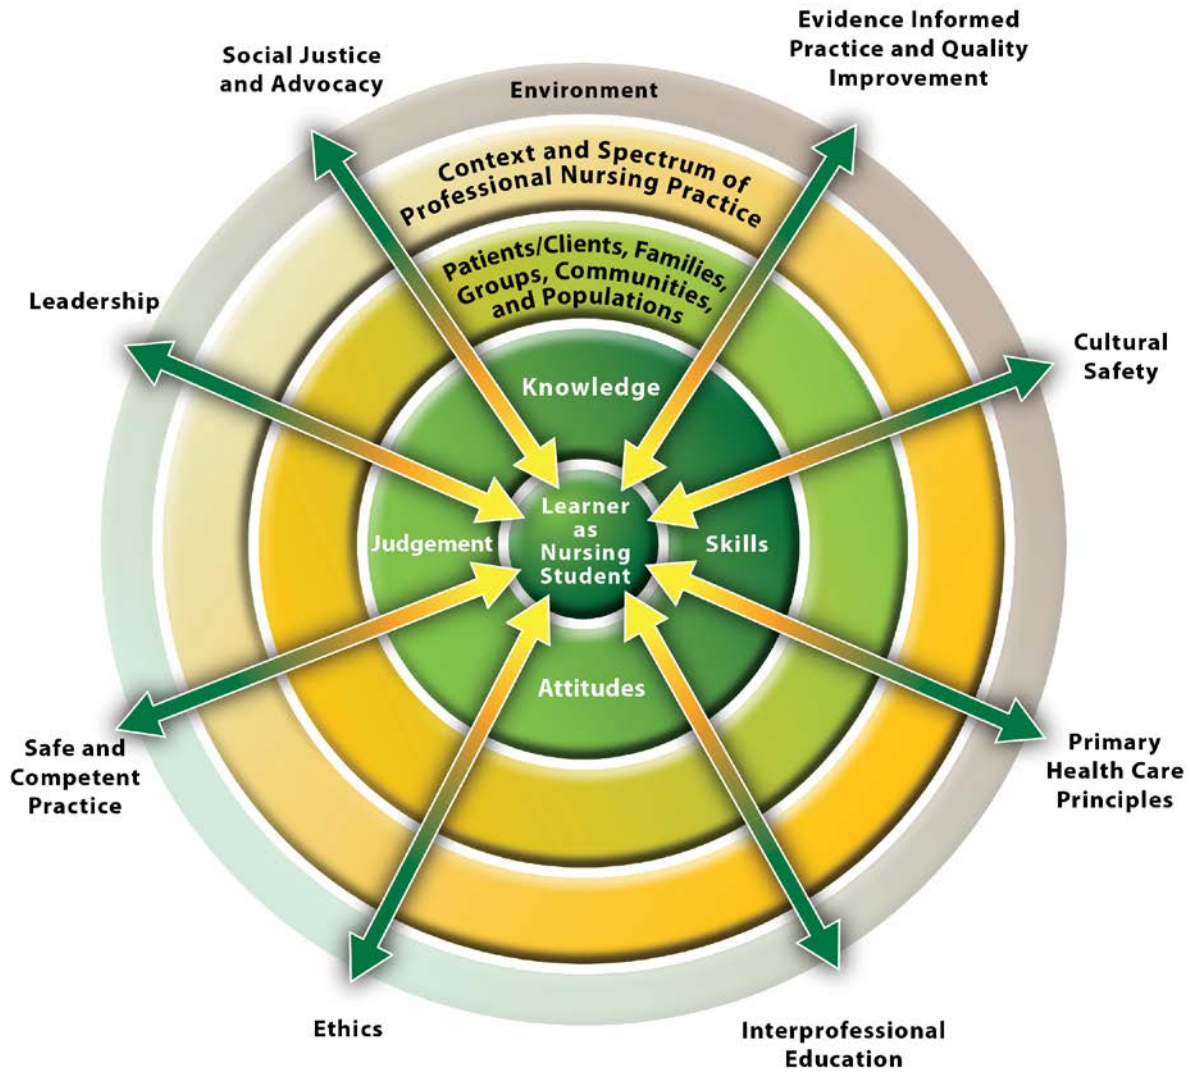 Evidence Informed
Practice and Quality
Improvement
Social Justice
and Advocacy
Environment
Context and Spectrum of
Professional Nursing Practice
Patients/Clients, Families,
Groups, Communities,
and Populations
Leadership
Cultural
Safety
Knowledge
Learner
as
Nursing
Student
Judgement
Skills
Attitudes
Safe and
Competent
Practice
Primary
Health Care
Principles
Ethics
Interprofessional
Education